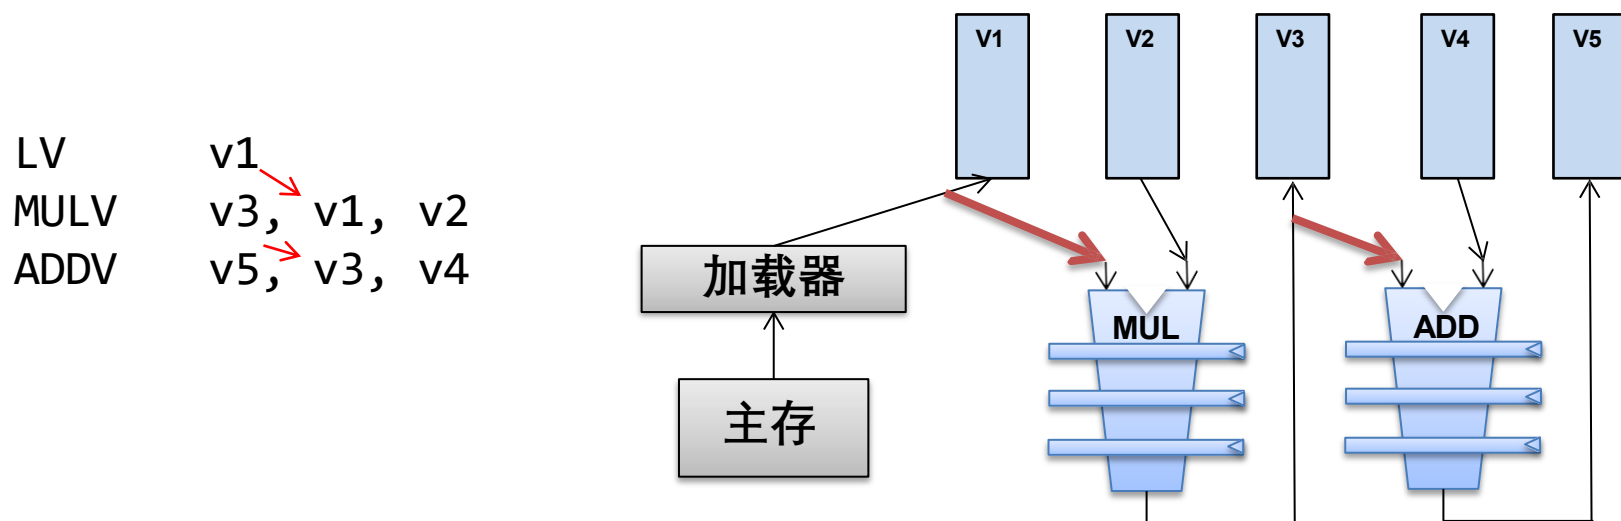 LV v1
MULV v3, v1, v2
ADDV v5, v3, v4
V1 V2 V3 V4 V5
加载器
主存
MUL
ADD